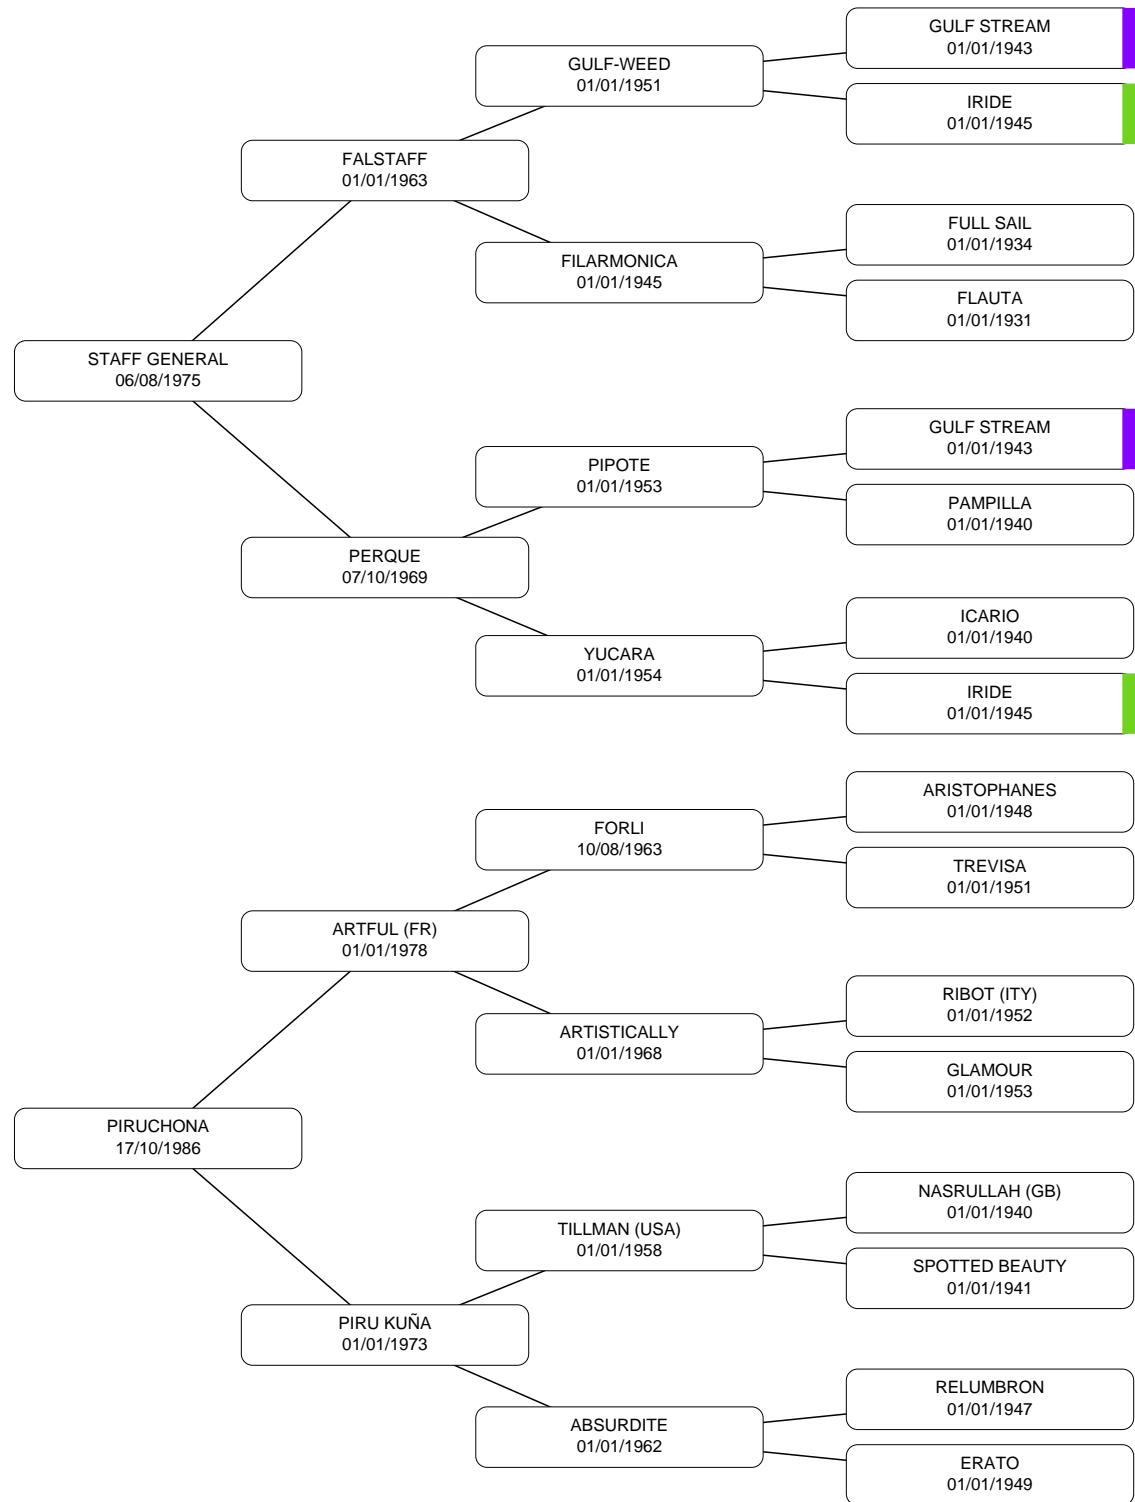 GULF STREAM
01/01/1943
GULF-WEED
01/01/1951
IRIDE
01/01/1945
FALSTAFF
01/01/1963
FULL SAIL
01/01/1934
FILARMONICA
01/01/1945
FLAUTA
01/01/1931
STAFF GENERAL
06/08/1975
GULF STREAM
01/01/1943
PIPOTE
01/01/1953
PAMPILLA
01/01/1940
PERQUE
07/10/1969
ICARIO
01/01/1940
YUCARA
01/01/1954
IRIDE
01/01/1945
ARISTOPHANES
01/01/1948
FORLI
10/08/1963
TREVISA
01/01/1951
ARTFUL (FR)
01/01/1978
RIBOT (ITY)
01/01/1952
ARTISTICALLY
01/01/1968
GLAMOUR
01/01/1953
PIRUCHONA
17/10/1986
NASRULLAH (GB)
01/01/1940
TILLMAN (USA)
01/01/1958
SPOTTED BEAUTY
01/01/1941
PIRU KUÑA
01/01/1973
RELUMBRON
01/01/1947
ABSURDITE
01/01/1962
ERATO
01/01/1949